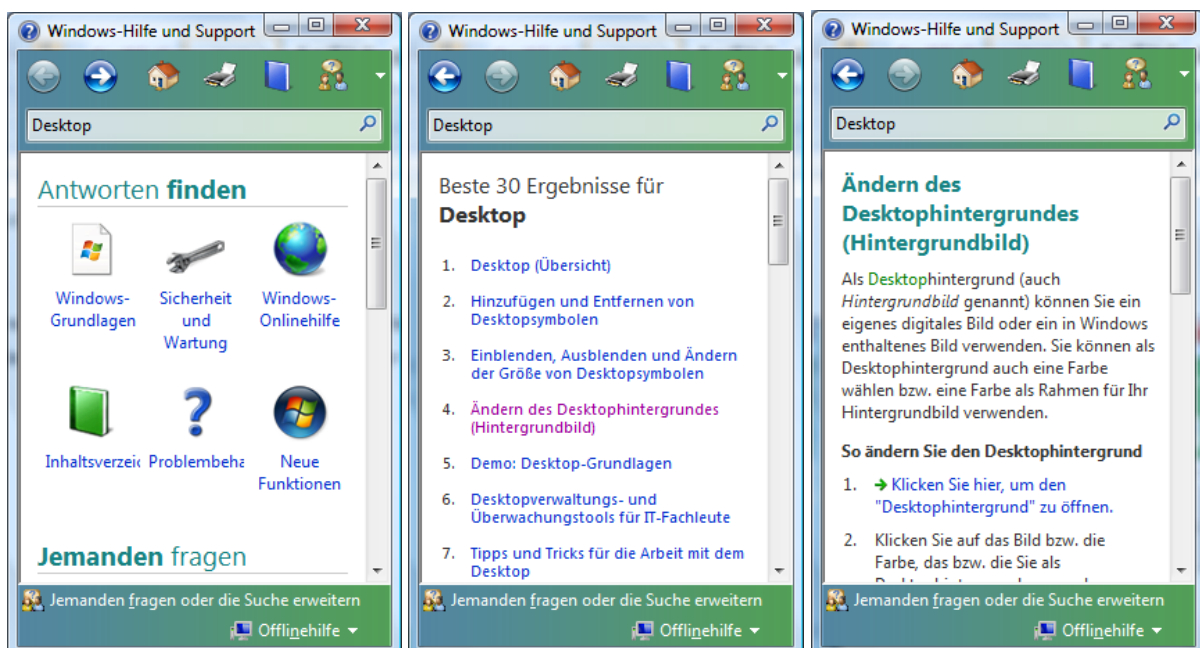 Windows-Hilfe und Support
Desktop
Antworten finden
Windows-
Grundlagen
Sicherheit
und
Wartung
Windows-
Onlinehilfe
Inhaltsverzeic
Problembeha
Neue
Funktionen
Jemanden fragen
Jemanden fragen oder die Suche erweitern
Offlinehilfe
Windows-Hilfe und Support
Desktop
Beste 30 Ergebnisse für
Desktop
1. Desktop (Übersicht)
2. Hinzufügen und Entfernen von
Desktopsymbolen
3. Einblenden, Ausblenden und Ändern
der Größe von Desktopsymbolen
4. Ändern des Desktophintergrundes
(Hintergrundbild)
5. Demo: Desktop-Grundlagen
6. Desktopverwaltungs- und
Überwachungstools für IT-Fachleute
7. Tipps und Tricks für die Arbeit mit dem
Desktop
Jemanden fragen oder die Suche erweitern
Offlinehilfe
Windows-Hilfe und Support
Desktop
Ändern des
Desktophintergrundes
(Hintergrundbild)
Als Desktophintergrund (auch
Hintergrundbild genannt) können Sie ein
eigenes digitales Bild oder ein in Windows
enthaltenes Bild verwenden. Sie können als
Desktophintergrund auch eine Farbe
wählen bzw. eine Farbe als Rahmen für Ihr
Hintergrundbild verwenden.
So ändern Sie den Desktophintergrund
1. Klicken Sie hier, um den
"Desktophintergrund" zu öffnen.
2. Klicken Sie auf das Bild bzw. die
Farbe, das bzw. die Sie als
Jemanden fragen oder die Suche erweitern
Offlinehilfe